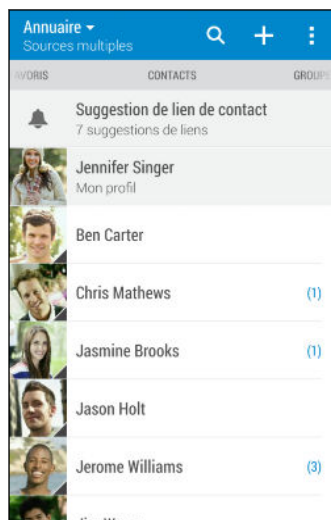 Annuaire
Sources multiples
AVORIS CONTACTS GROUPE
Suggestion de lien de contact
7 suggestions de liens
Jennifer Singer
Mon profil
Ben Carter
Chris Mathews (1)
Jasmine Brooks (1)
Jason Holt
Jerome Williams (3)